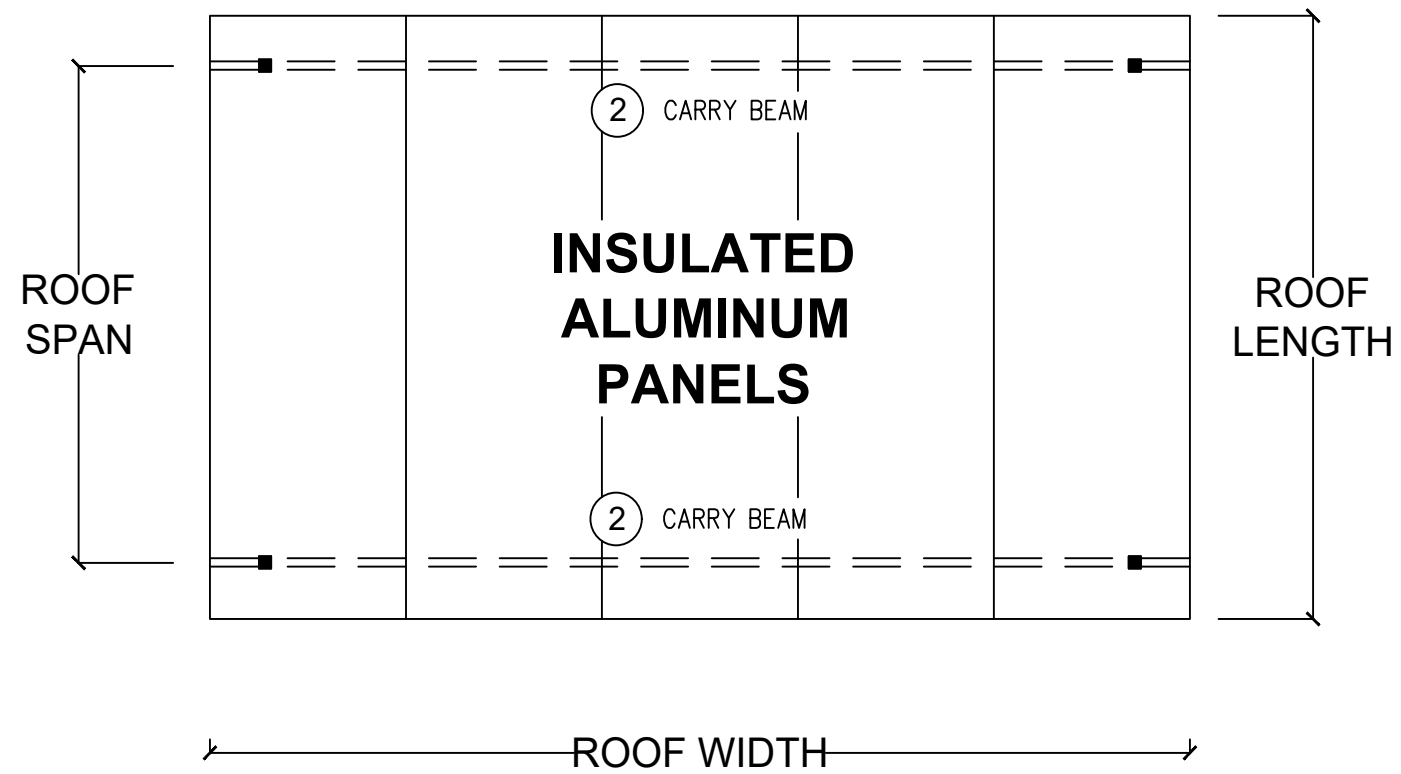 2 CARRY BEAM
INSULATED
ALUMINUM
PANELS
ROOF
SPAN
ROOF
LENGTH
2 CARRY BEAM
ROOF WIDTH